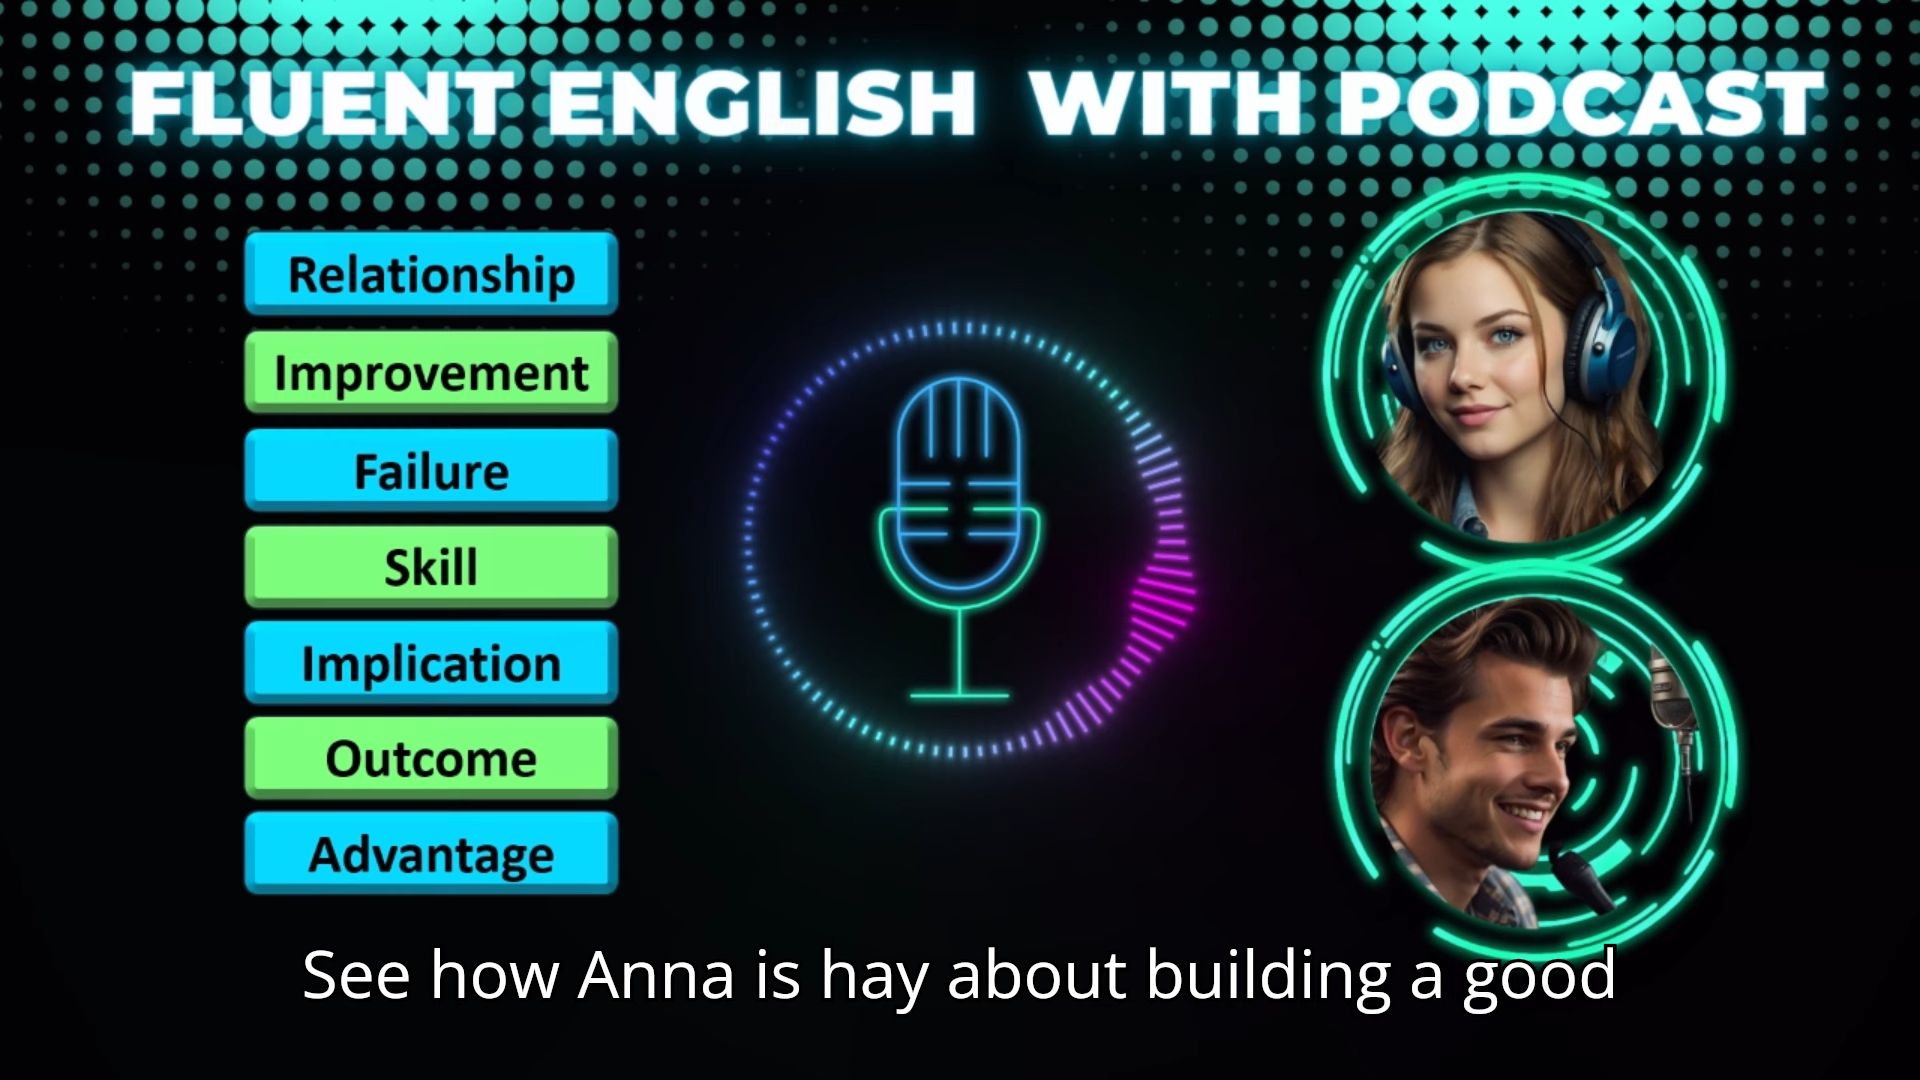 FLUENT ENGLISH WITH PODCAST
Relationship
Improvement
Failure
Skill
Implication
Outcome
Advantage
See how Anna is hay about building a good